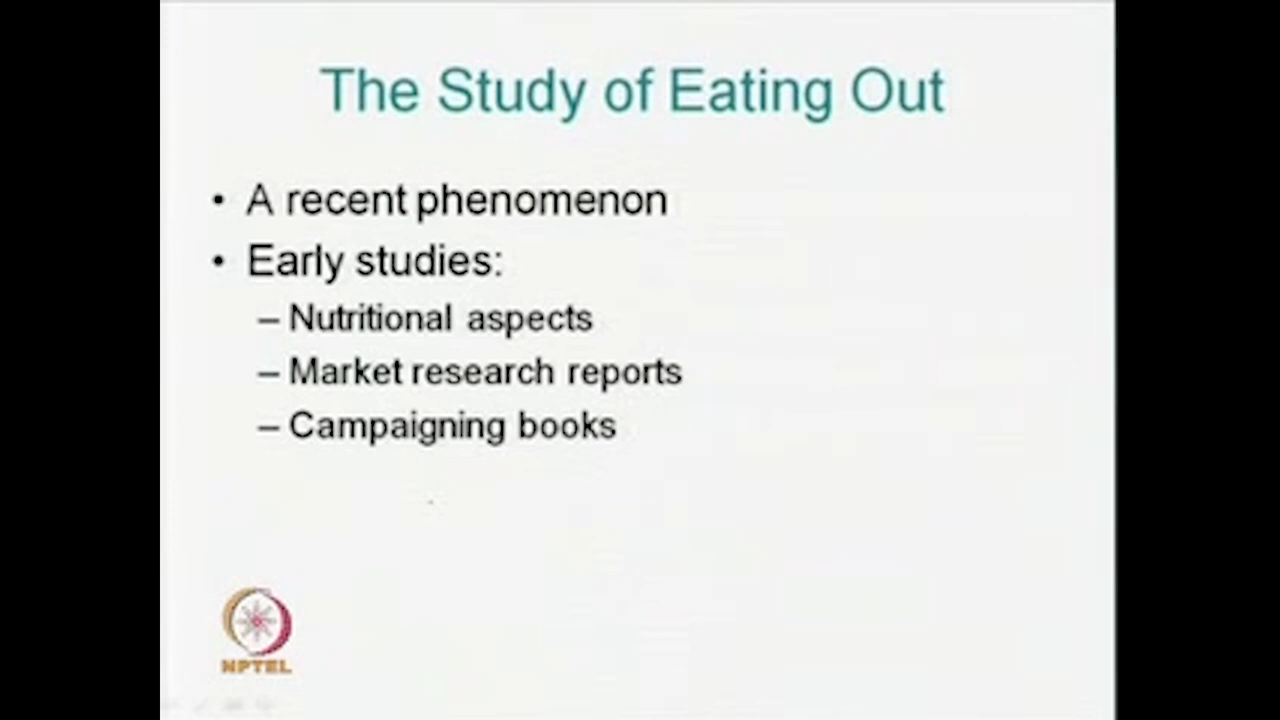 The Study of Eating Out
• A recent phenomenon
• Early studies:
– Nutritional aspects
– Market research reports
– Campaigning books
NPTEL